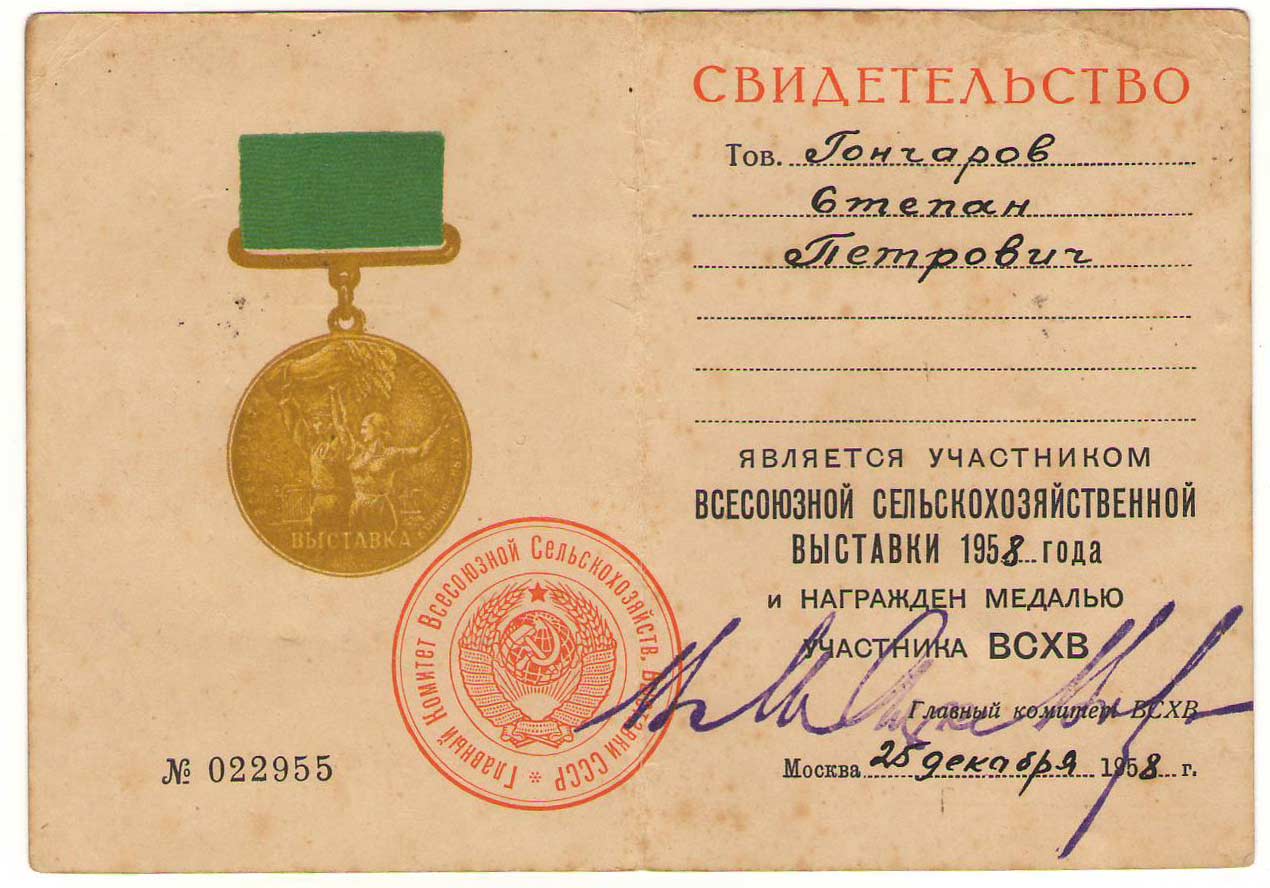 ВЫСТАВКА
Главный Комитет Всесоюзной Сельскохозяйств. Выставки СССР *
№ 022955
СВИДЕТЕЛЬСТВО
Тов. Гончаров
Степан
Петрович
ЯВЛЯЕТСЯ УЧАСТНИКОМ
ВСЕСОЮЗНОЙ СЕЛЬСКОХОЗЯЙСТВЕННОЙ
ВЫСТАВКИ 1958 года
и НАГРАЖДЕН МЕДАЛЬЮ
УЧАСТНИКА ВСХВ
Главный комитет ВСХВ
Москва 25 декабря 1958 г.